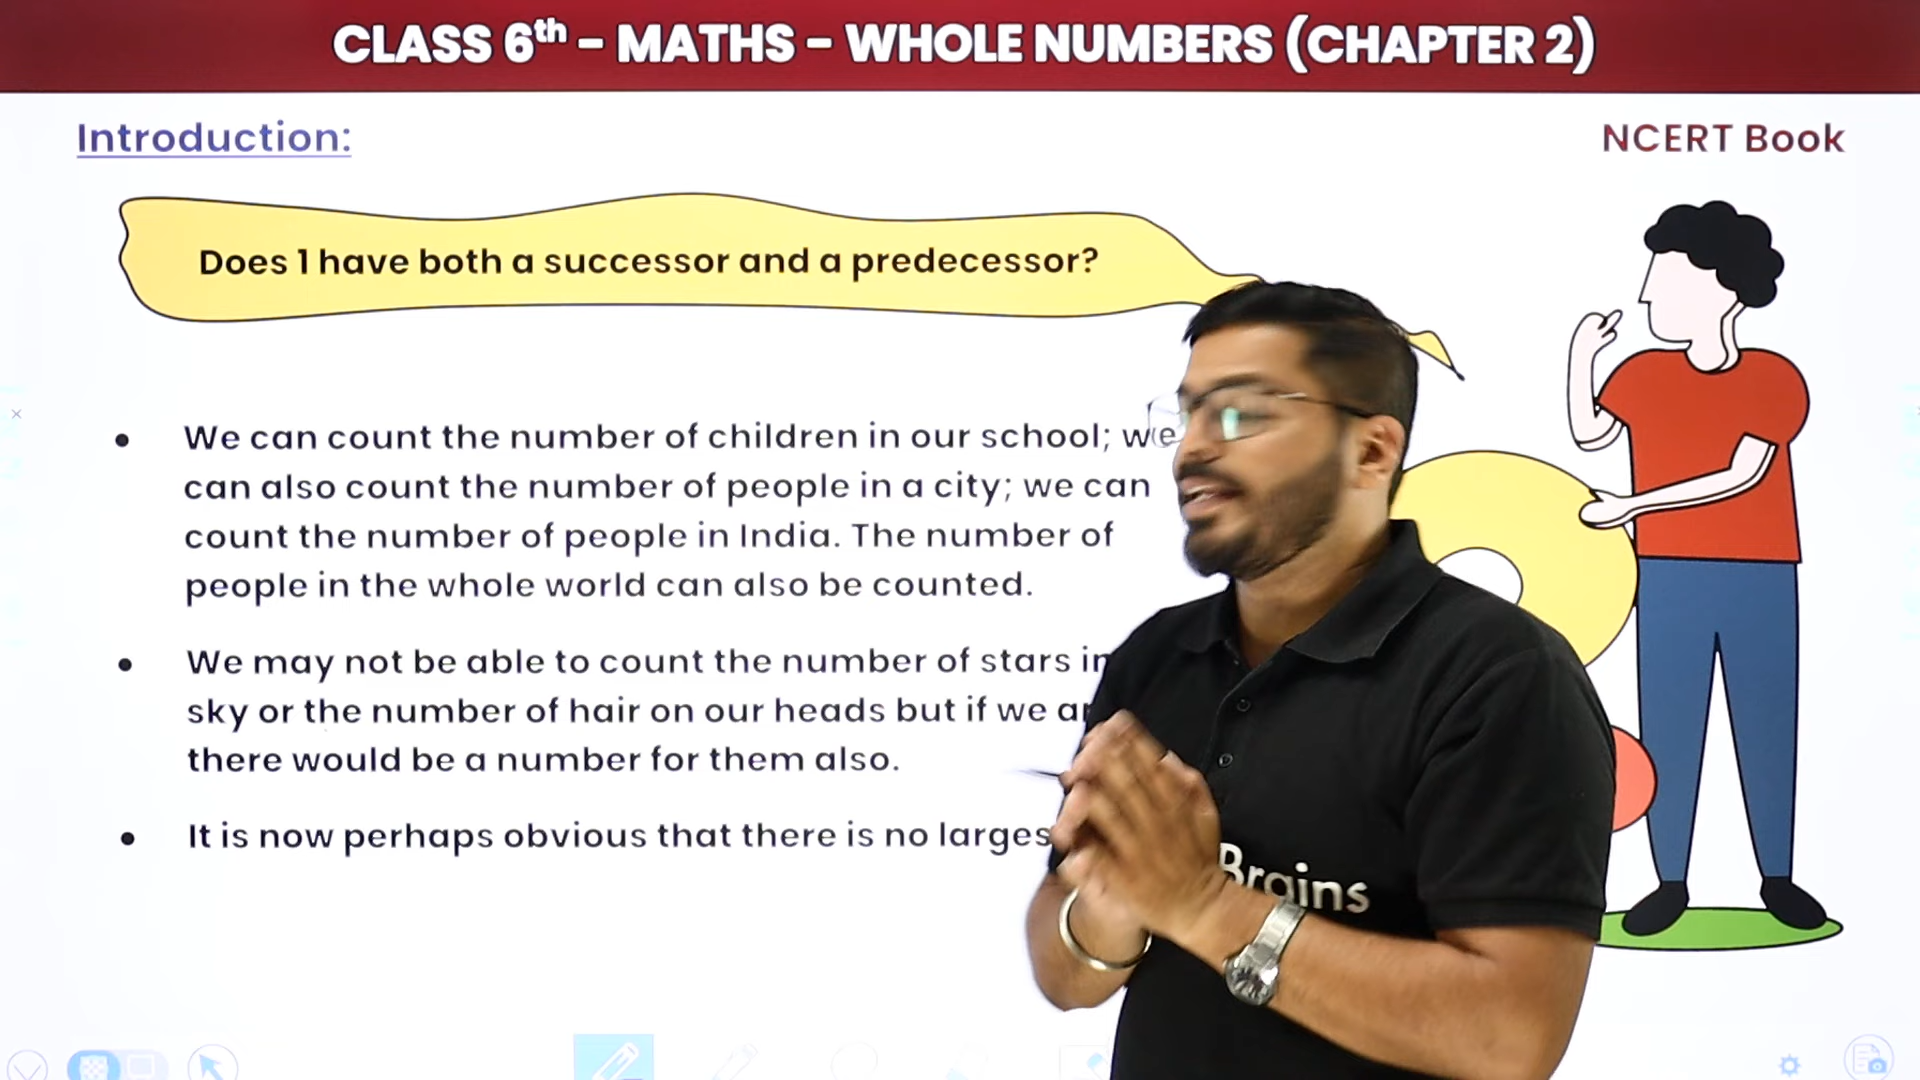 CLASS 6th - MATHS - WHOLE NUMBERS (CHAPTER 2)
Introduction:
NCERT Book
Does 1 have both a successor and a predecessor?
• We can count the number of children in our school; we
can also count the number of people in a city; we can
count the number of people in India. The number of
people in the whole world can also be counted.
• We may not be able to count the number of stars in
sky or the number of hair on our heads but if we
there would be a number for them also.
• It is now perhaps obvious that there is no
Brains